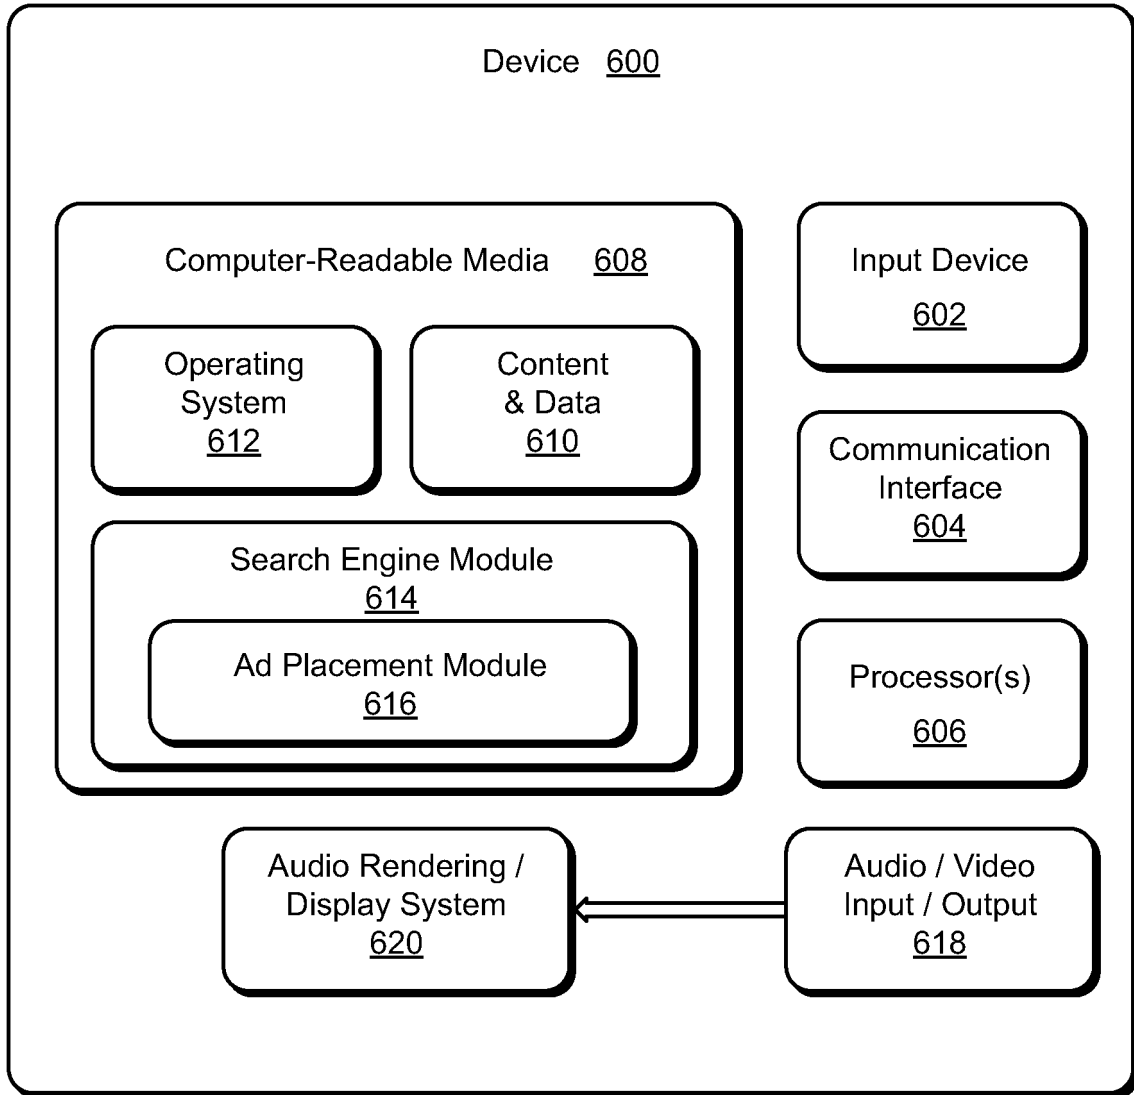 Device 600
Computer-Readable Media 608
Operating
System
612
Content
& Data
610
Search Engine Module
614
Ad Placement Module
616
Input Device
602
Communication
Interface
604
Processor(s)
606
Audio Rendering /
Display System
620
Audio / Video
Input / Output
618